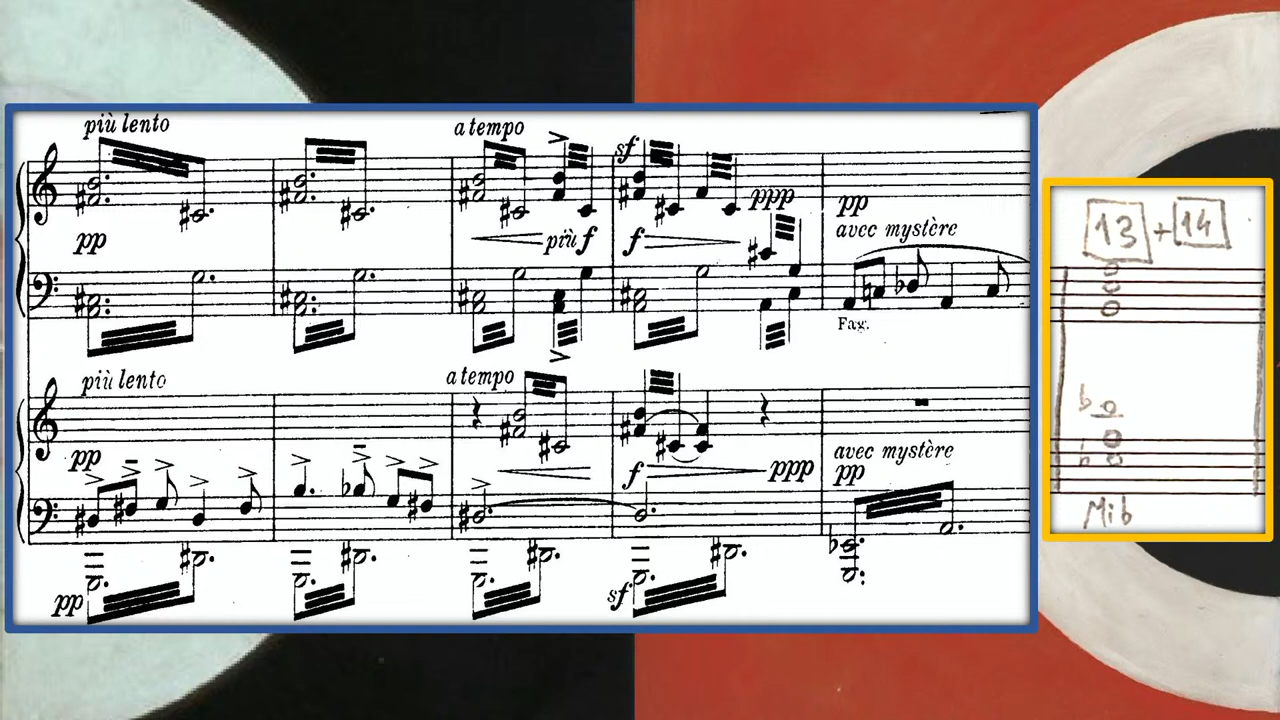 più lento
a tempo
sf
pp
più f
f
ppp
pp
avec mystère
Fag.
più lento
a tempo
pp
f
ppp
avec mystère
pp
pp
sf
13 + 14
Mib